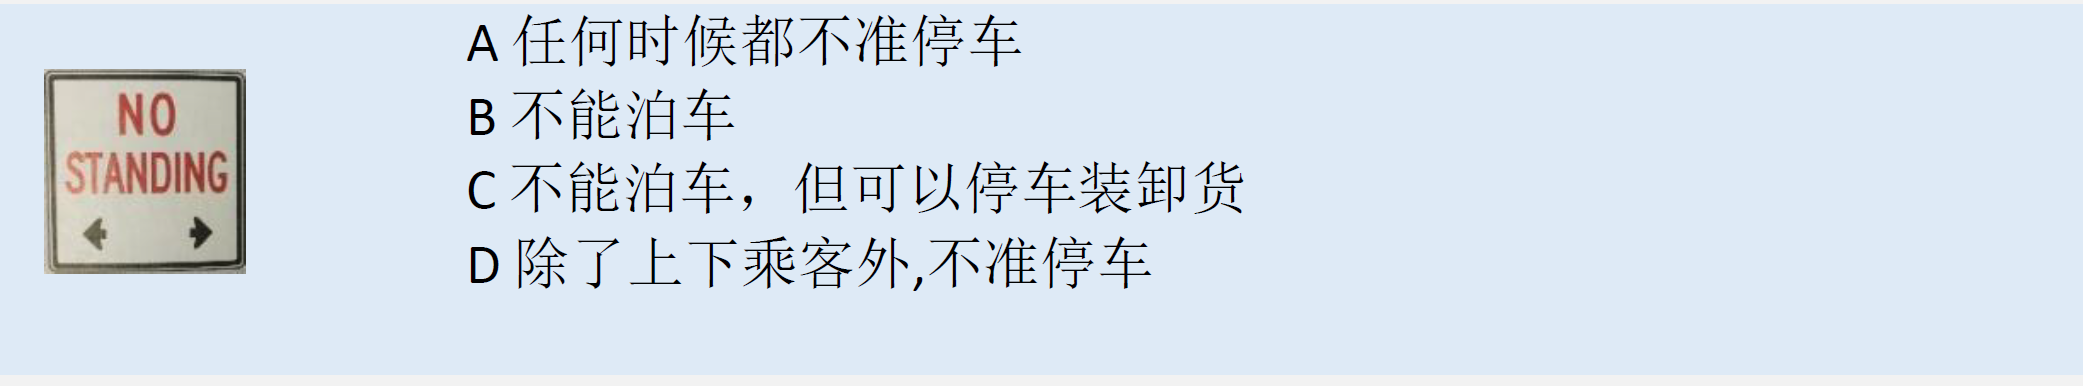 A 任何时候都不准停车
NO
STANDING
B 不能泊车
C 不能泊车，但可以停车装卸货
D 除了上下乘客外,不准停车